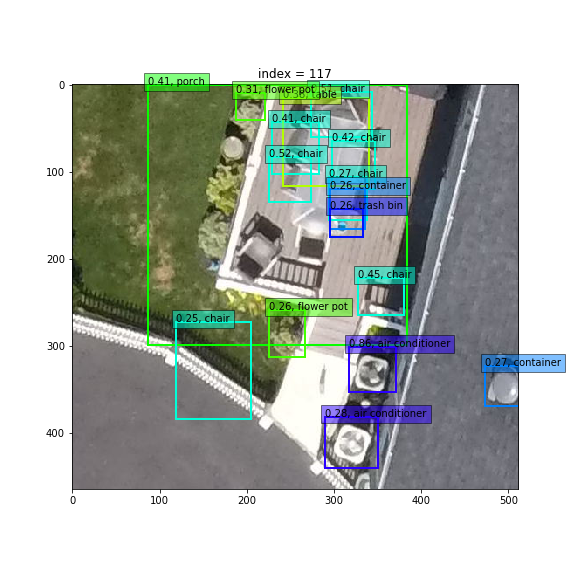 index = 117
0.41, porch
0.31, flower pot
chair
0.38, table
0.41, chair
0.42, chair
0.52, chair
0.27, chair
0.26, container
0.26, trash bin
0.45, chair
0.26, flower pot
0.25, chair
0.86, air conditioner
0.27, container
0.28, air conditioner
0
100
200
300
400
0 100 200 300 400 500